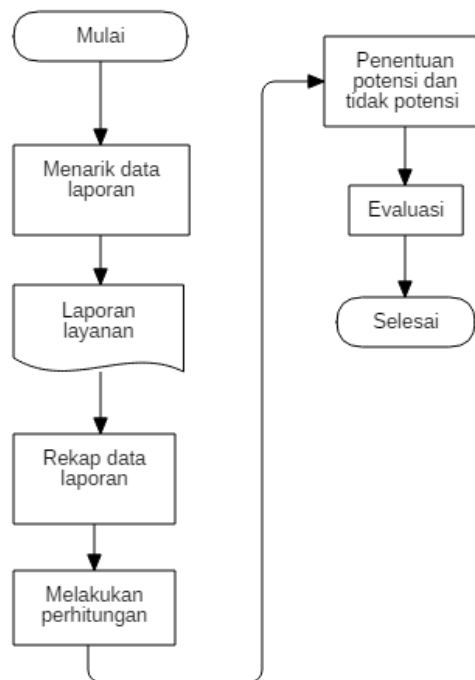 Mulai
Menarik data
laporan
Laporan
layanan
Rekap data
laporan
Melakukan
perhitungan
Penentuan
potensi dan
tidak potensi
Evaluasi
Selesai